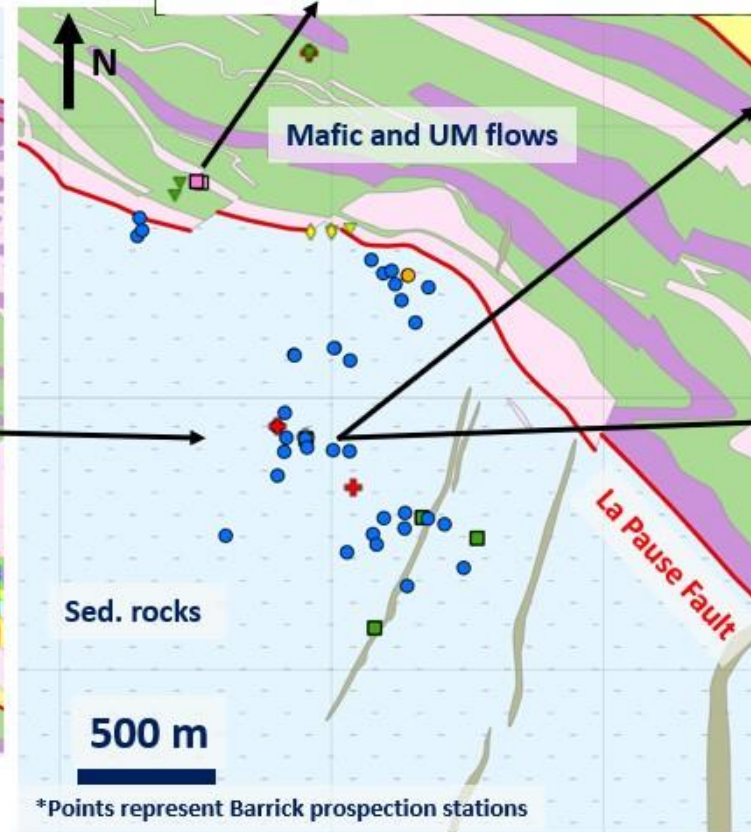 N
Mafic and UM flows
La Pause Fault
Sed. rocks
500 m
*Points represent Barrick prospection stations